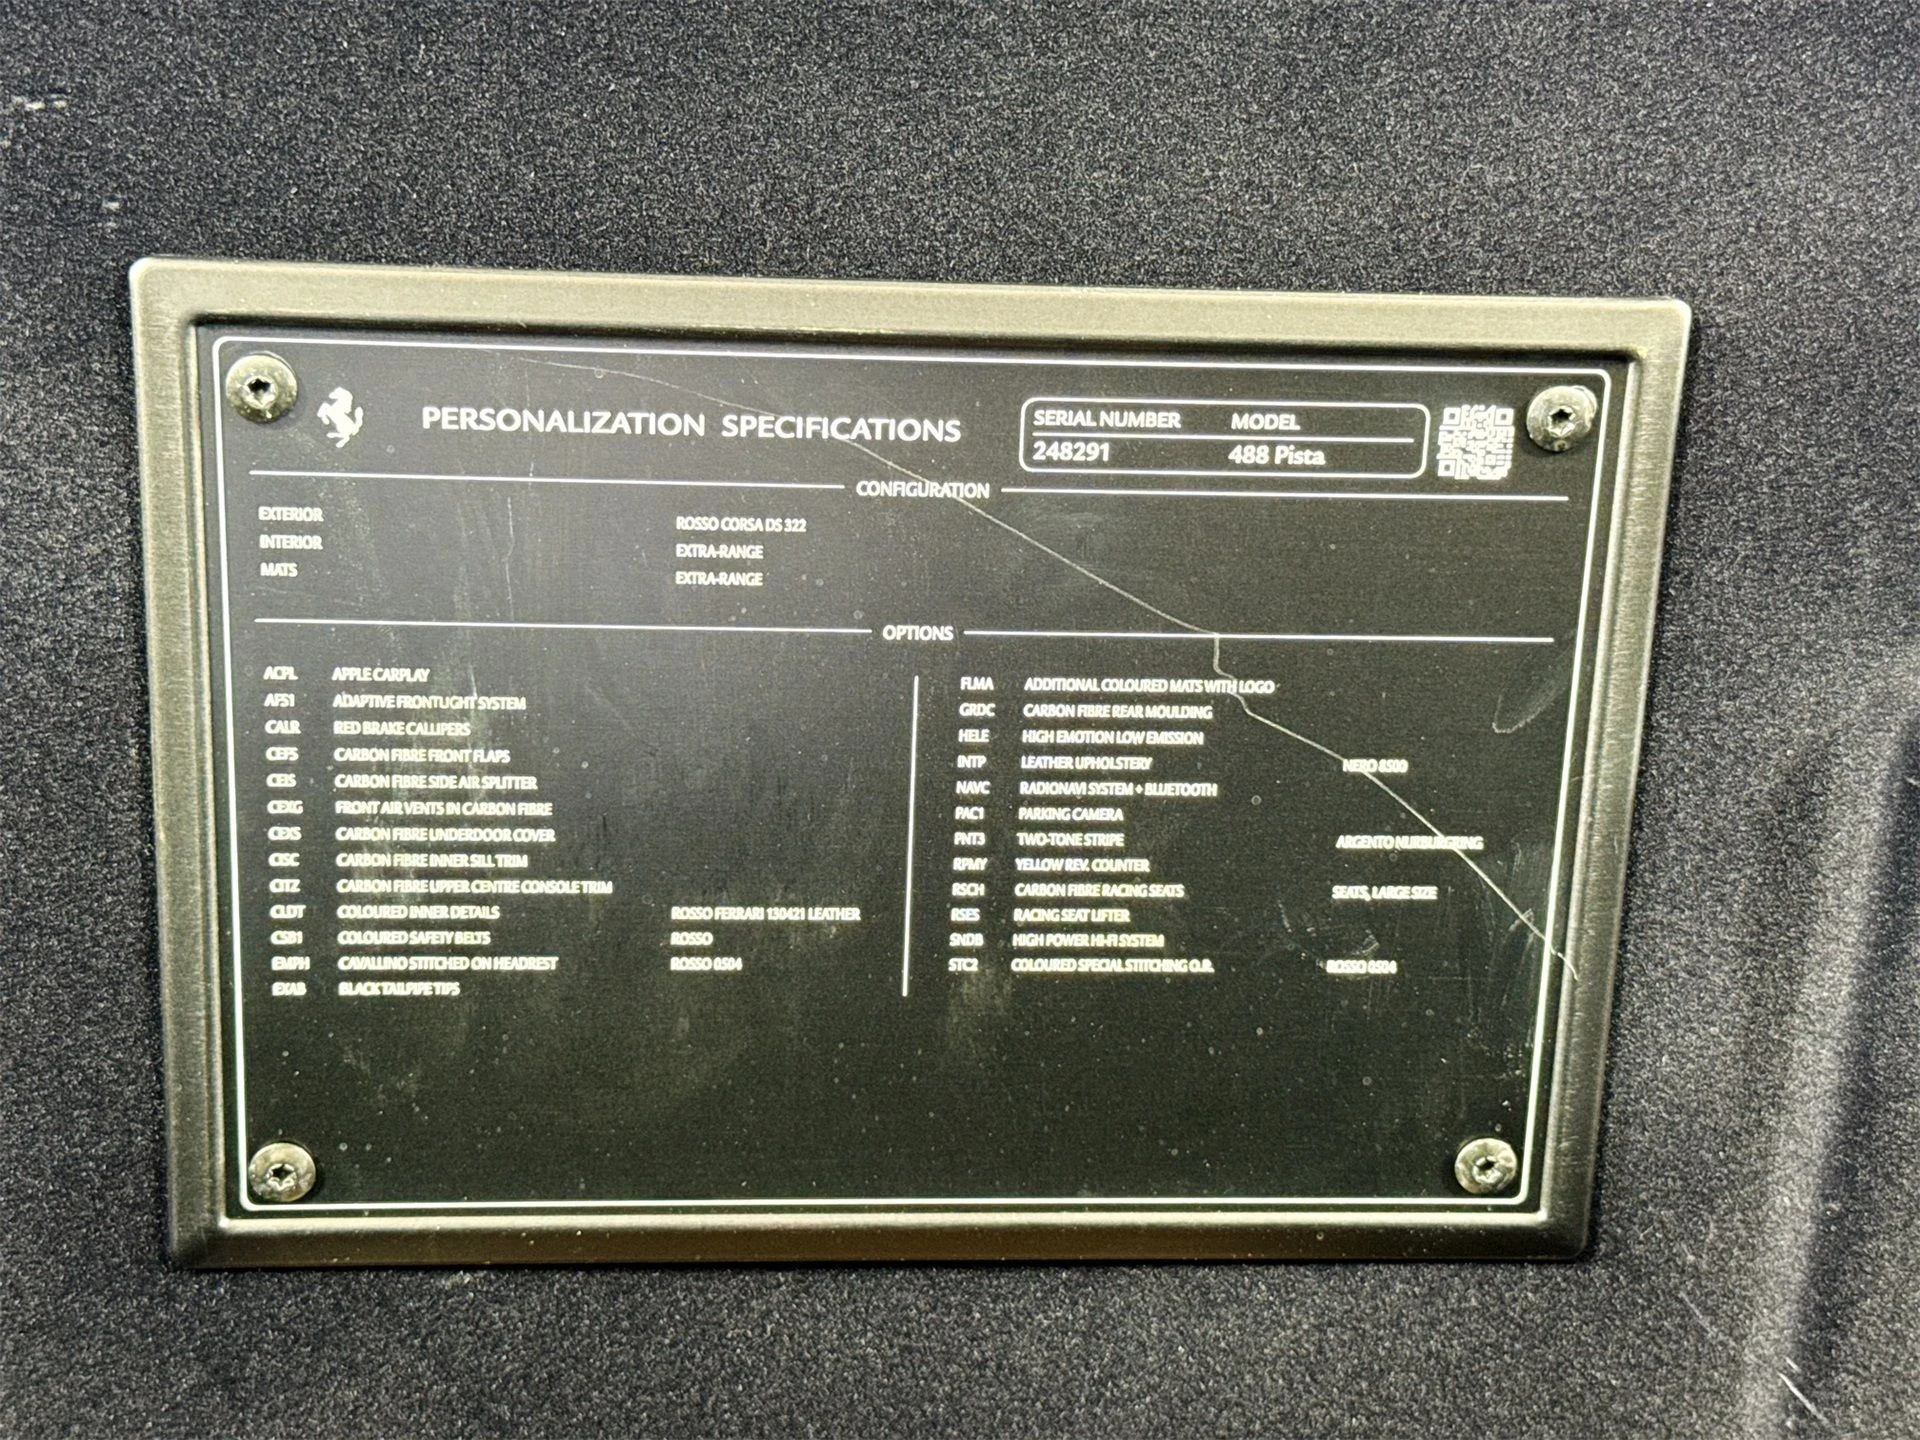 PERSONALIZATION SPECIFICATIONS
SERIAL NUMBER MODEL
248291 488 Pista
CONFIGURATION
EXTERIOR ROSSO CORSA DS 322
INTERIOR EXTRA-RANGE
MATS EXTRA-RANGE
OPTIONS
ACPL APPLE CARPLAY
AFS1 ADAPTIVE FRONTLIGHT SYSTEM
CALR RED BRAKE CALLIPERS
CEFS CARBON FIBRE FRONT FLAPS
CEIS CARBON FIBRE SIDE AIR SPLITTER
CEXG FRONT AIR VENTS IN CARBON FIBRE
CEXS CARBON FIBRE UNDERDOOR COVER
CISC CARBON FIBRE INNER SILL TRIM
CITZ CARBON FIBRE UPPER CENTRE CONSOLE TRIM
CLDT COLOURED INNER DETAILS ROSSO FERRARI 130421 LEATHER
CSB1 COLOURED SAFETY BELTS ROSSO
EMPH CAVALLINO STITCHED ON HEADREST ROSSO 0504
EXAB BLACK TAILPIPE TIPS
FLMA ADDITIONAL COLOURED MATS WITH LOGO
GRDC CARBON FIBRE REAR MOULDING
HELE HIGH EMOTION LOW EMISSION
INTP LEATHER UPHOLSTERY NERO 8500
NAVC RADIONAVI SYSTEM + BLUETOOTH
PAC1 PARKING CAMERA
PNT3 TWO-TONE STRIPE ARGENTO NURBURGRING
RPMY YELLOW REV. COUNTER
RSCH CARBON FIBRE RACING SEATS SEATS, LARGE SIZE
RSES RACING SEAT LIFTER
SNDB HIGH POWER HI-FI SYSTEM
STC2 COLOURED SPECIAL STITCHING O.R. ROSSO 0504